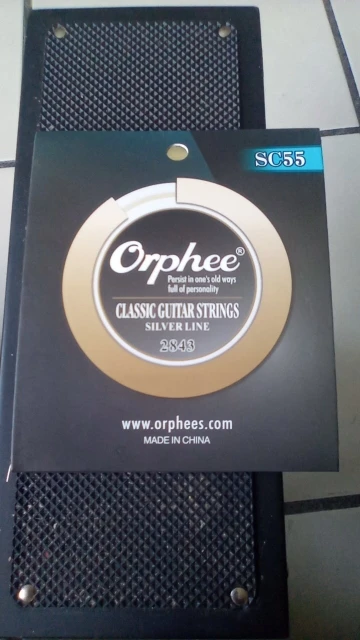 SC55
Orphee®
Persist in one's old ways
full of personality
CLASSIC GUITAR STRINGS
SILVER LINE
2843
www.orphees.com
MADE IN CHINA